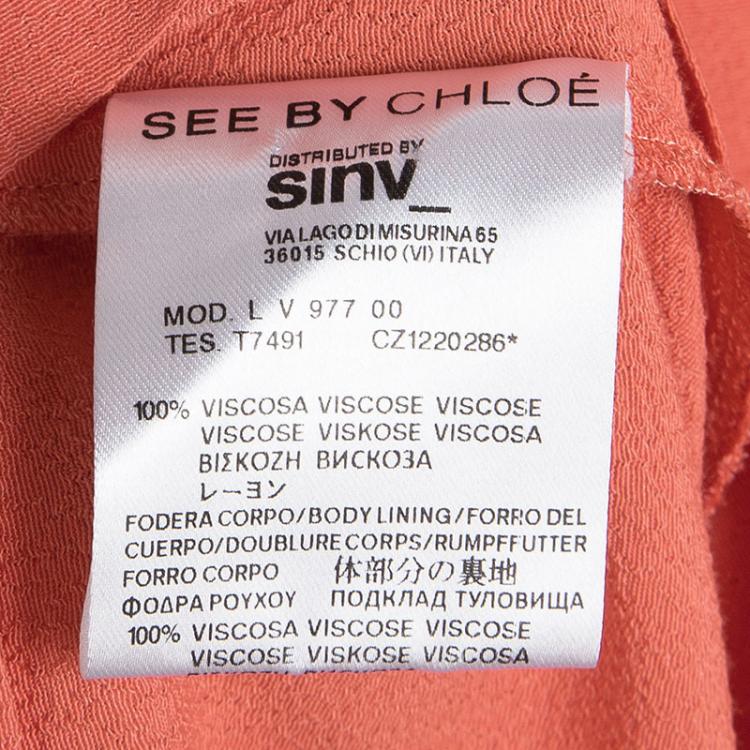 SEE BY CHLOÉ
DISTRIBUTED BY
sinv_
VIA LAGO DI MISURINA 65
36015 SCHIO (VI) ITALY
MOD. L V 977 00
TES. T7491 CZ1220286*
100% VISCOSA VISCOSE VISCOSE
VISCOSE VISKOSE VISCOSA
ΒΙΣΚΟΖΗ ВИСКОЗА
レーヨン
FODERA CORPO/BODY LINING/FORRO DEL
CUERPO/DOUBLURE CORPS/RUMPFFUTTER
FORRO CORPO 体部分の裏地
ΦΟΔΡΑ ΡΟΥΧΟΥ ПОДКЛАД ТУЛОВИЩА
100% VISCOSA VISCOSE VISCOSE
VISCOSE VISKOSE VISCOSA